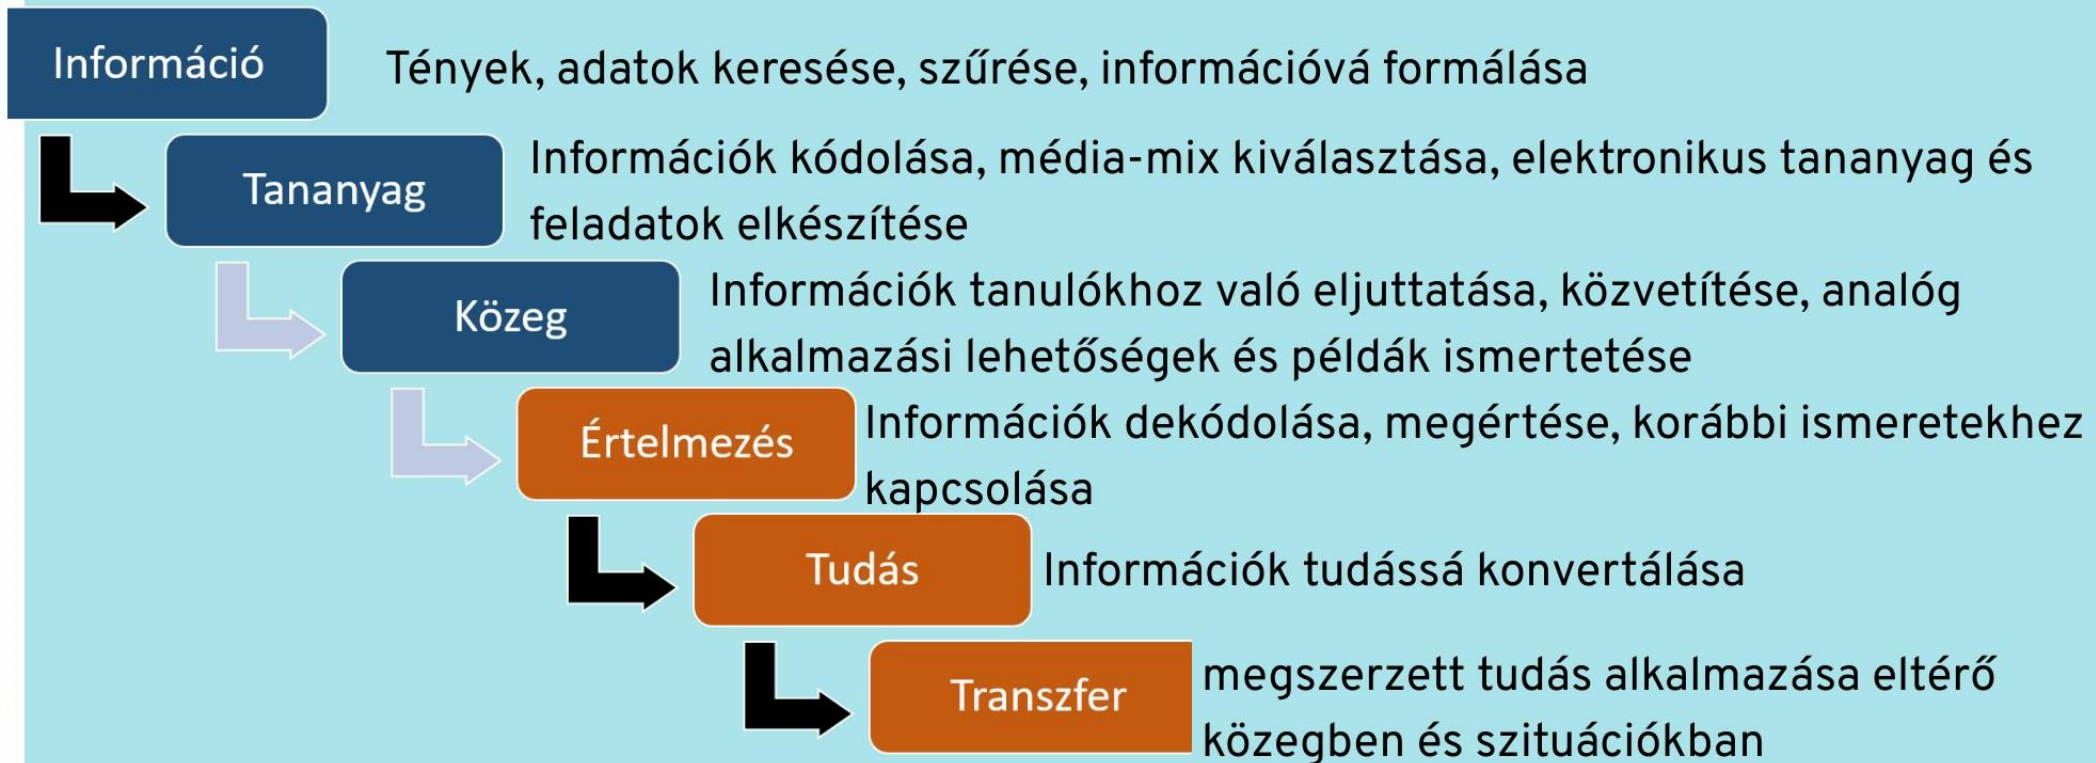 Információ
Tények, adatok keresése, szűrése, információvá formálása
Tananyag
Információk kódolása, média-mix kiválasztása, elektronikus tananyag és
feladatok elkészítése
Közeg
Információk tanulókhoz való eljuttatása, közvetítése, analóg
alkalmazási lehetőségek és példák ismertetése
Értelmezés
Információk dekódolása, megértése, korábbi ismeretekhez
kapcsolása
Tudás
Információk tudássá konvertálása
Transzfer
megszerzett tudás alkalmazása eltérő
közegben és szituációkban